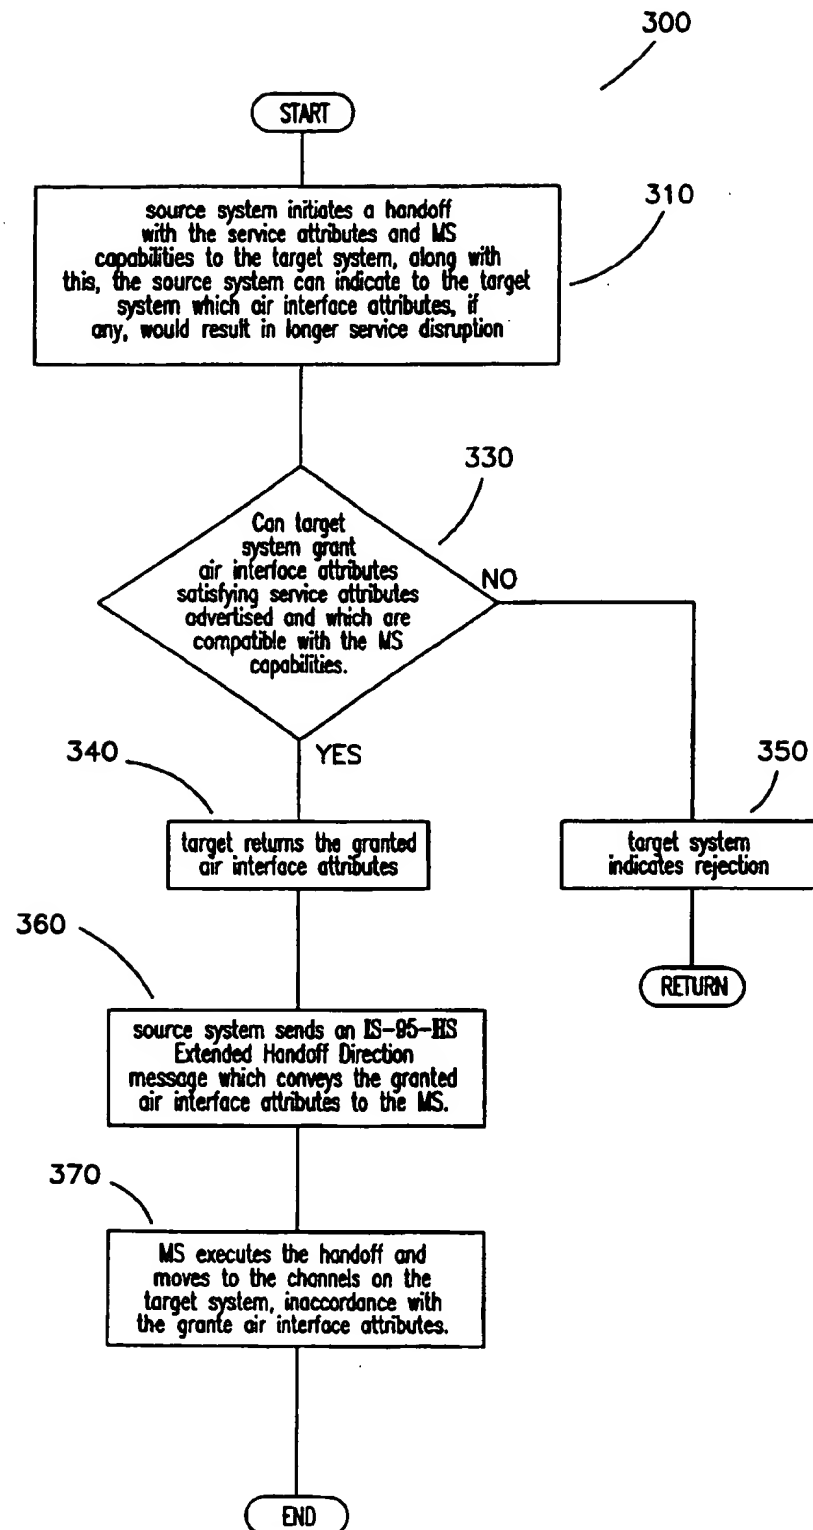 300
START
source system initiates a handoff
with the service attributes and MS
capabilities to the target system, along with
this, the source system can indicate to the target
system which air interface attributes, if
any, would result in longer service disruption
310
330
Can target
system grant
air interface attributes
satisfying service attributes
advertised and which are
compatible with the MS
capabilities.
NO
YES
340
target returns the granted
air interface attributes
350
target system
indicates rejection
RETURN
360
source system sends an IS-95-HS
Extended Handoff Direction
message which conveys the granted
air interface attributes to the MS.
370
MS executes the handoff and
moves to the channels on the
target system, inaccordance with
the grante air interface attributes.
END